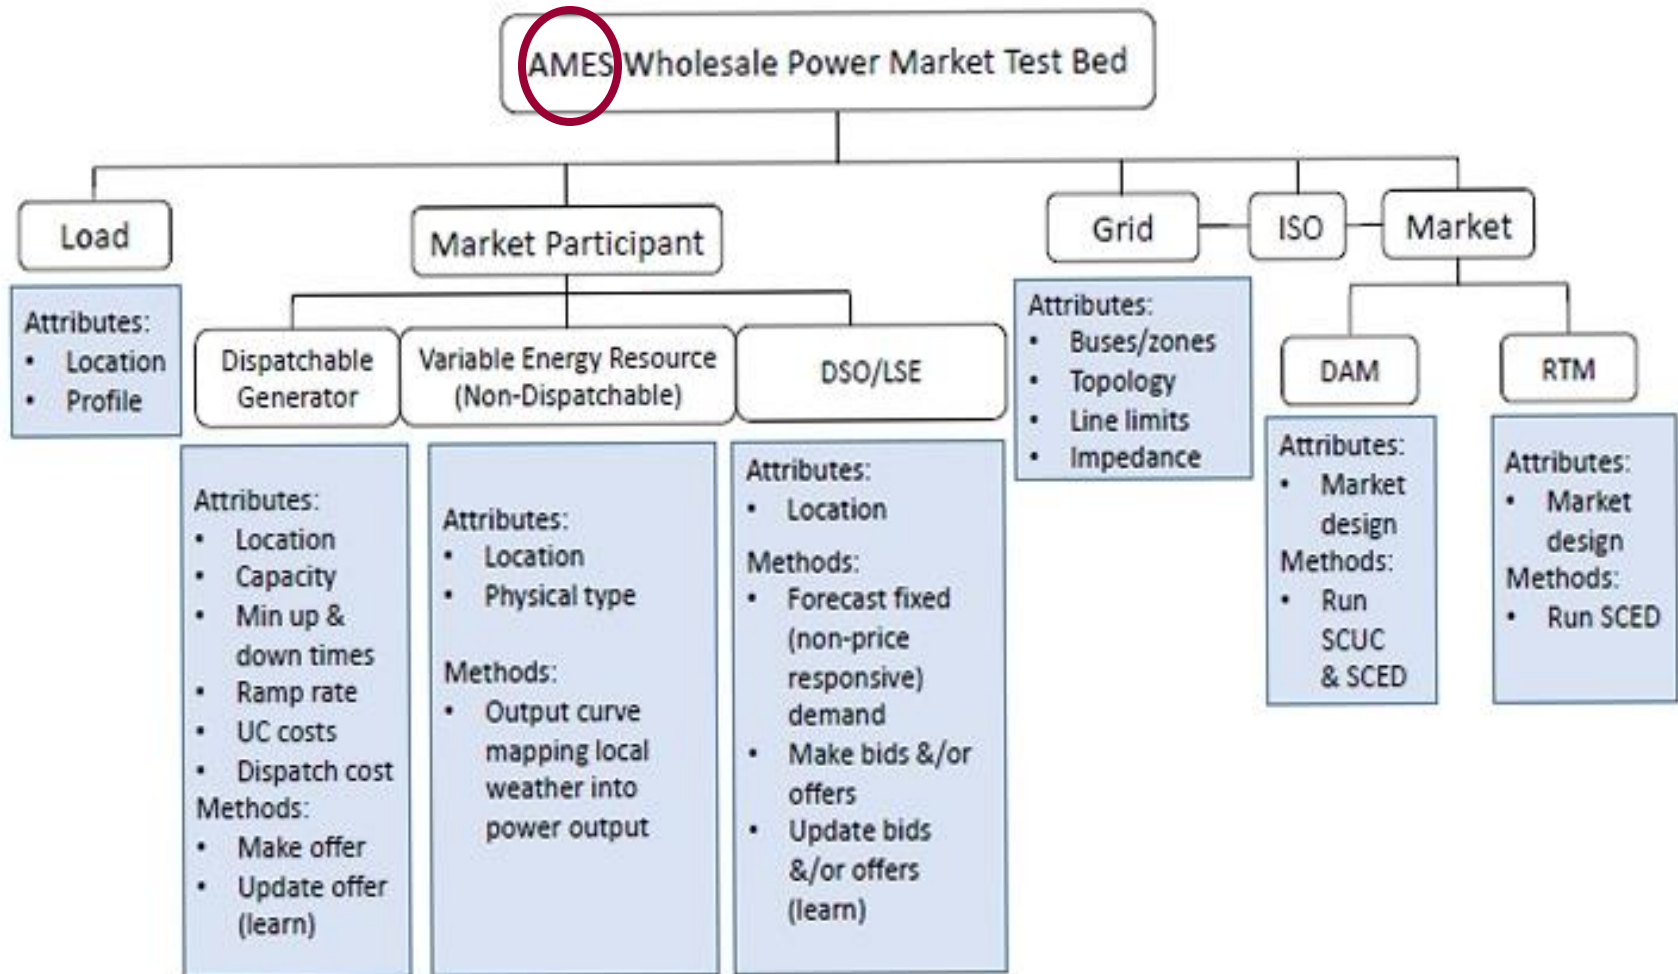 AMES Wholesale Power Market Test Bed
Load
Market Participant
Grid
ISO
Market
Attributes:
• Location
• Profile
Dispatchable
Generator
Variable Energy Resource
(Non-Dispatchable)
DSO/LSE
Attributes:
• Buses/zones
• Topology
• Line limits
• Impedance
DAM
RTM
Attributes:
• Location
• Capacity
• Min up &
down times
• Ramp rate
• UC costs
• Dispatch cost
Methods:
• Make offer
• Update offer
(learn)
Attributes:
• Location
• Physical type
Methods:
• Output curve
mapping local
weather into
power output
Attributes:
• Location
Methods:
• Forecast fixed
(non-price
responsive)
demand
• Make bids &/or
offers
• Update bids
&/or offers
(learn)
Attributes:
• Market
design
Methods:
• Run
SCUC
& SCED
Attributes:
• Market
design
Methods:
• Run SCED